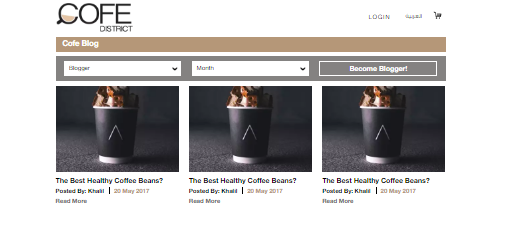 COFE
DISTRICT
LOGIN العربية
Cofe Blog
Blogger Month Become Blogger!
The Best Healthy Coffee Beans? The Best Healthy Coffee Beans? The Best Healthy Coffee Beans?
Posted By: Khalil | 20 May 2017 Posted By: Khalil | 20 May 2017 Posted By: Khalil | 20 May 2017
Read More Read More Read More